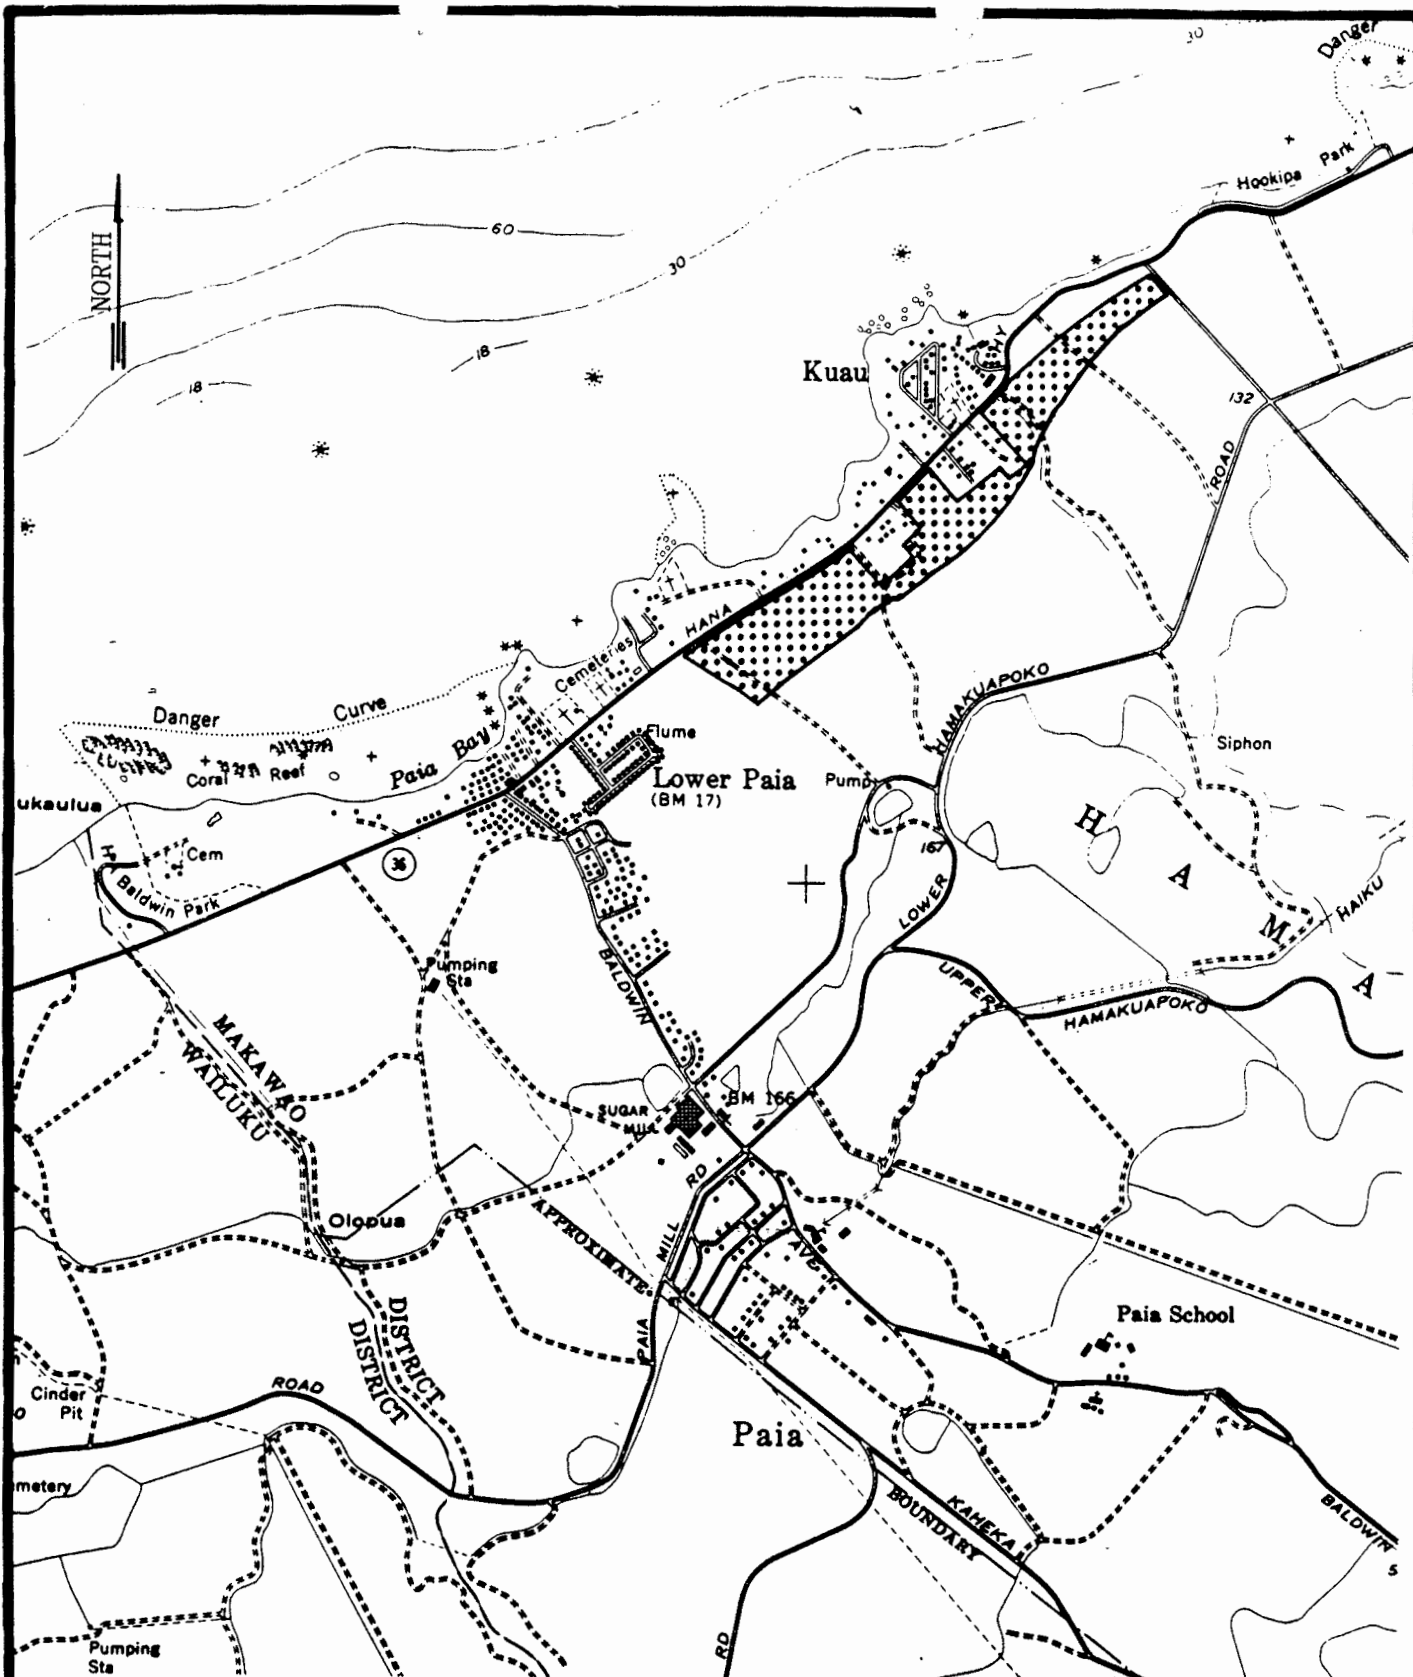 30
Danger
Hookipa Park
NORTH
60
30
18
18
HY
Kuau
132
ROAD
HANA
Cemeteries
HAMAKUAPOKO
Danger Curve
Siphon
Paia Bay
Flume
Coral Reef
Lower Paia
(BM 17)
Pump
ukaulua
H
36
Cem
167
A
Baldwin Park
LOWER
HAIKU
M
BALDWIN
Pumping
Sta
UPPER
A
HAMAKUAPOKO
MAKAWAO
WAILUKU
BM 166
SUGAR
MILL
RD
Olopua
APPROXIMATE
MILL
AVE
DISTRICT
DISTRICT
PAIA
Paia School
Cinder
Pit
ROAD
Paia
metery
BOUNDARY
KAHEKA
BALDWIN
5
RD
Pumping
Sta